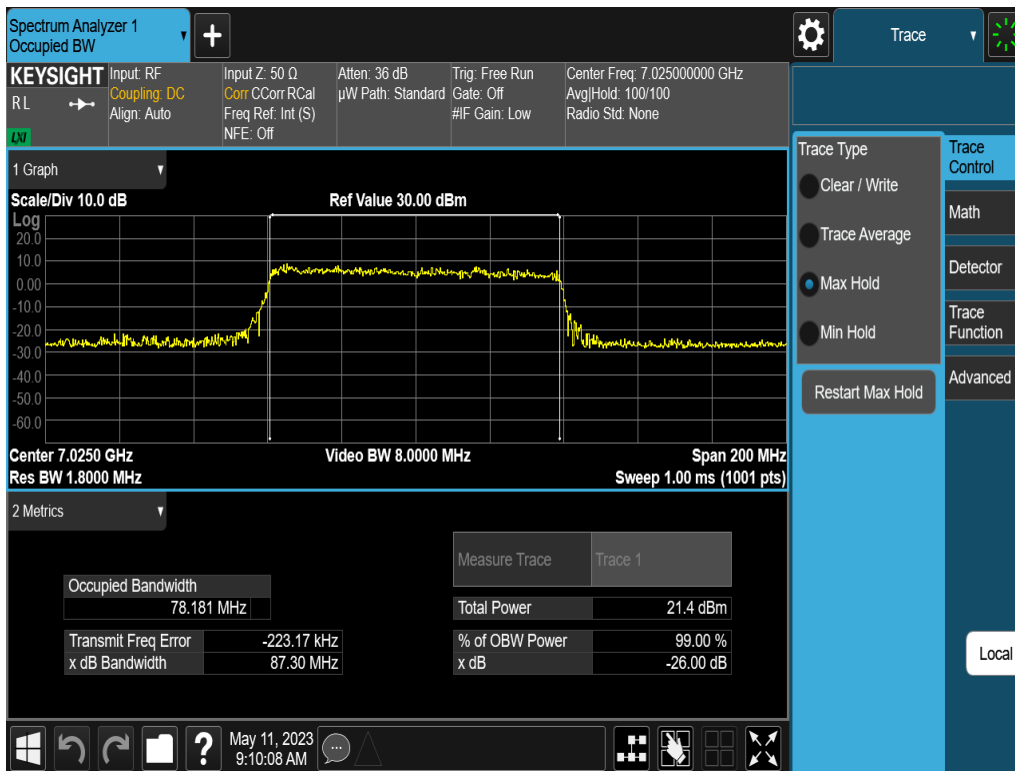 Spectrum Analyzer 1
Occupied BW
+
Trace
KEYSIGHT
RL
LXI
Input: RF
Coupling: DC
Align: Auto
Input Z: 50 Ω
Corr CCorr RCal
Freq Ref: Int (S)
NFE: Off
Atten: 36 dB
µW Path: Standard
Trig: Free Run
Gate: Off
#IF Gain: Low
Center Freq: 7.025000000 GHz
Avg|Hold: 100/100
Radio Std: None
1 Graph
Scale/Div 10.0 dB
Ref Value 30.00 dBm
Log
20.0
10.0
0.00
-10.0
-20.0
-30.0
-40.0
-50.0
-60.0
Center 7.0250 GHz
Video BW 8.0000 MHz
Span 200 MHz
Res BW 1.8000 MHz
Sweep 1.00 ms (1001 pts)
2 Metrics
Measure Trace Trace 1
Occupied Bandwidth
78.181 MHz
Total Power 21.4 dBm
Transmit Freq Error -223.17 kHz
% of OBW Power 99.00 %
x dB Bandwidth 87.30 MHz
x dB -26.00 dB
?
May 11, 2023
9:10:08 AM
Trace Type
Clear / Write
Trace Average
Max Hold
Min Hold
Restart Max Hold
Trace
Control
Math
Detector
Trace
Function
Advanced
Local